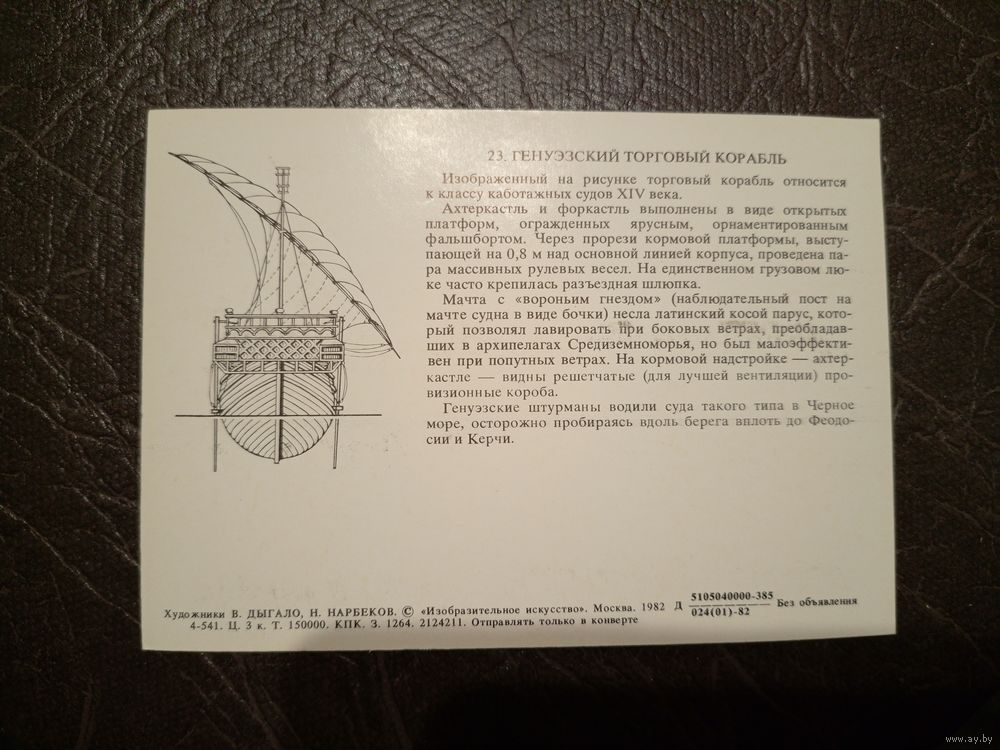 23. ГЕНУЭЗСКИЙ ТОРГОВЫЙ КОРАБЛЬ
Изображенный на рисунке торговый корабль относится
к классу каботажных судов XIV века.
Ахтеркастль и форкастль выполнены в виде открытых
платформ, огражденных ярусным, орнаментированным
фальшбортом. Через прорези кормовой платформы, высту-
пающей на 0,8 м над основной линией корпуса, проведена па-
ра массивных рулевых весел. На единственном грузовом лю-
ке часто крепилась разъездная шлюпка.
Мачта с «вороньим гнездом» (наблюдательный пост на
мачте судна в виде бочки) несла латинский косой парус, кото-
рый позволял лавировать при боковых ветрах, преобладав-
ших в архипелагах Средиземноморья, но был малоэффекти-
вен при попутных ветрах. На кормовой надстройке — ахтер-
кастле — видны решетчатые (для лучшей вентиляции) про-
визионные короба.
Генуэзские штурманы водили суда такого типа в Черное
море, осторожно пробираясь вдоль берега вплоть до Феодо-
сии и Керчи.
Художники В. ДЫГАЛО, Н. НАРБЕКОВ. © «Изобразительное искусство». Москва. 1982 Д 5105040000-385 Без объявления
024(01)-82
4-541. Ц. 3 к. Т. 150000. КПК. З. 1264. 2124211. Отправлять только в конверте
www.ay.by